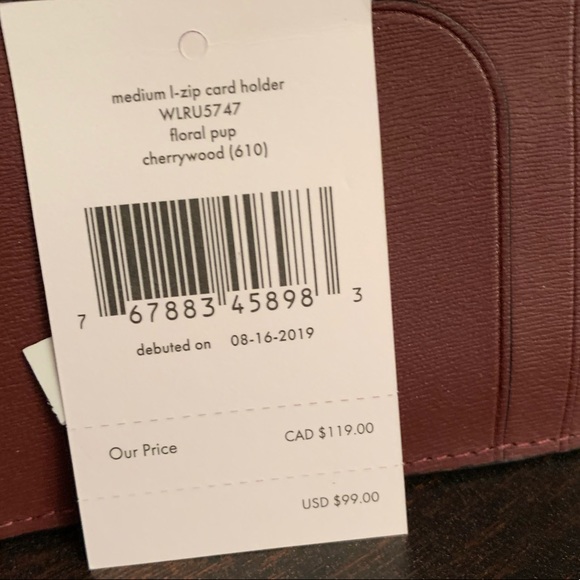 medium l-zip card holder
WLRU5747
floral pup
cherrywood (610)
7 67883 45898 3
debuted on 08-16-2019
Our Price CAD $119.00
USD $99.00